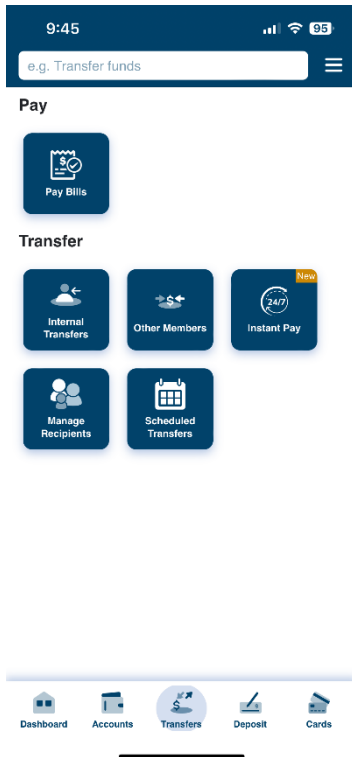 9:45
95
e.g. Transfer funds
Pay
$
Pay Bills
Transfer
New
$
24/7
Internal
Transfers
Other Members
Instant Pay
Manage
Recipients
Scheduled
Transfers
$
Dashboard
Accounts
Transfers
Deposit
Cards